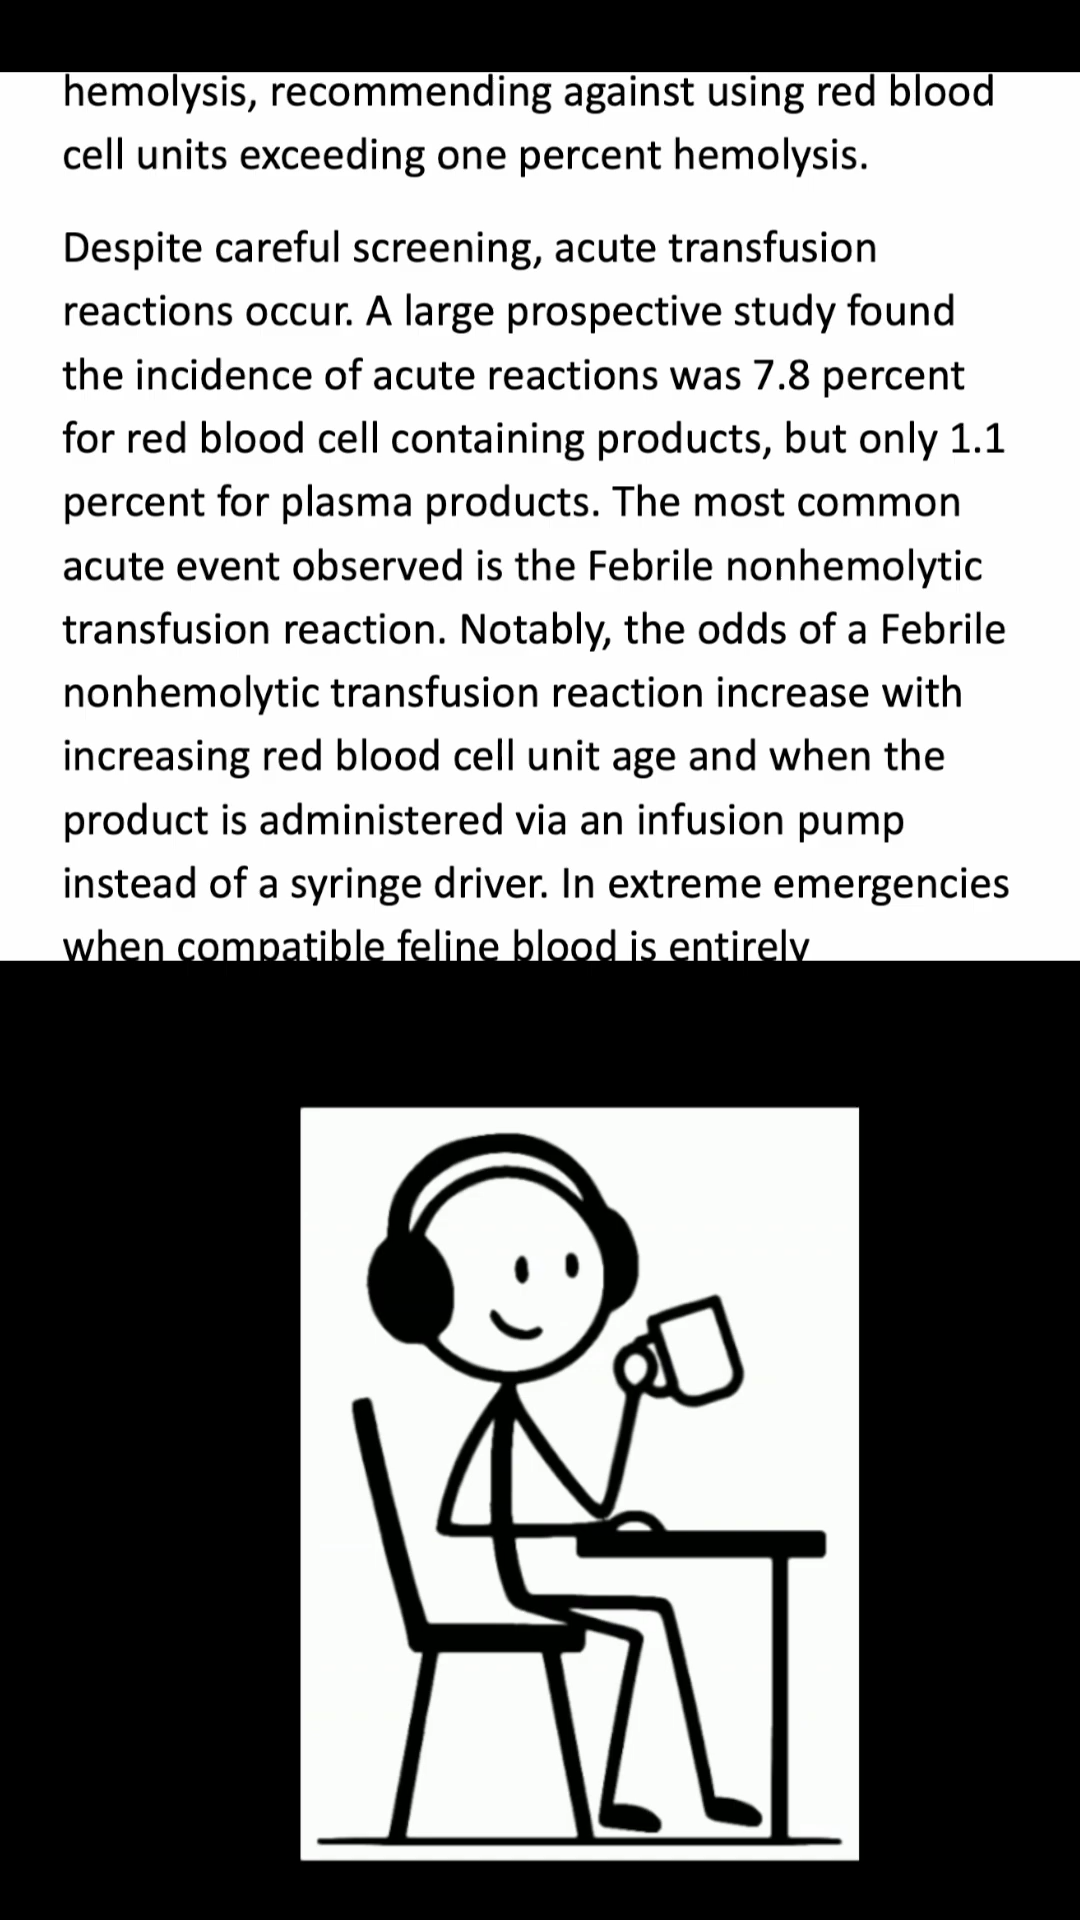 hemolysis, recommending against using red blood
cell units exceeding one percent hemolysis.
Despite careful screening, acute transfusion
reactions occur. A large prospective study found
the incidence of acute reactions was 7.8 percent
for red blood cell containing products, but only 1.1
percent for plasma products. The most common
acute event observed is the Febrile nonhemolytic
transfusion reaction. Notably, the odds of a Febrile
nonhemolytic transfusion reaction increase with
increasing red blood cell unit age and when the
product is administered via an infusion pump
instead of a syringe driver. In extreme emergencies
when compatible feline blood is entirely